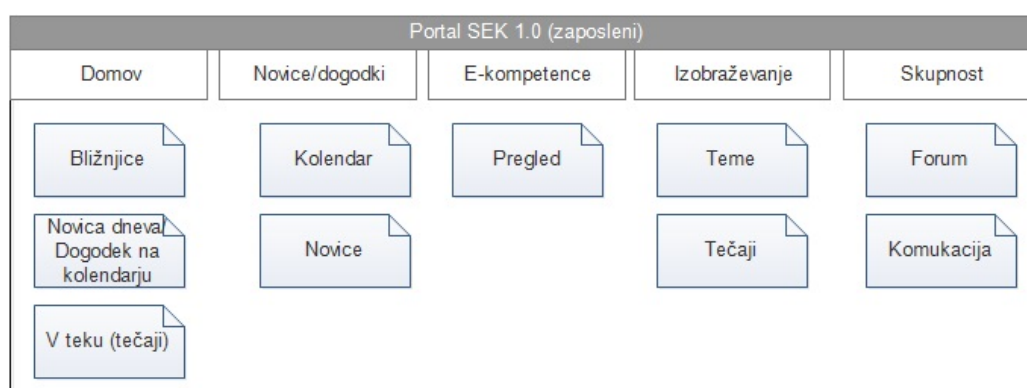 Portal SEK 1.0 (zaposleni)
Domov
Novice/dogodki
E-kompetence
Izobraževanje
Skupnost
Bližnjice
Kolendar
Pregled
Teme
Forum
Novica dneva/
Dogodek na
kolendarju
Novice
Tečaji
Komukacija
V teku (tečaji)